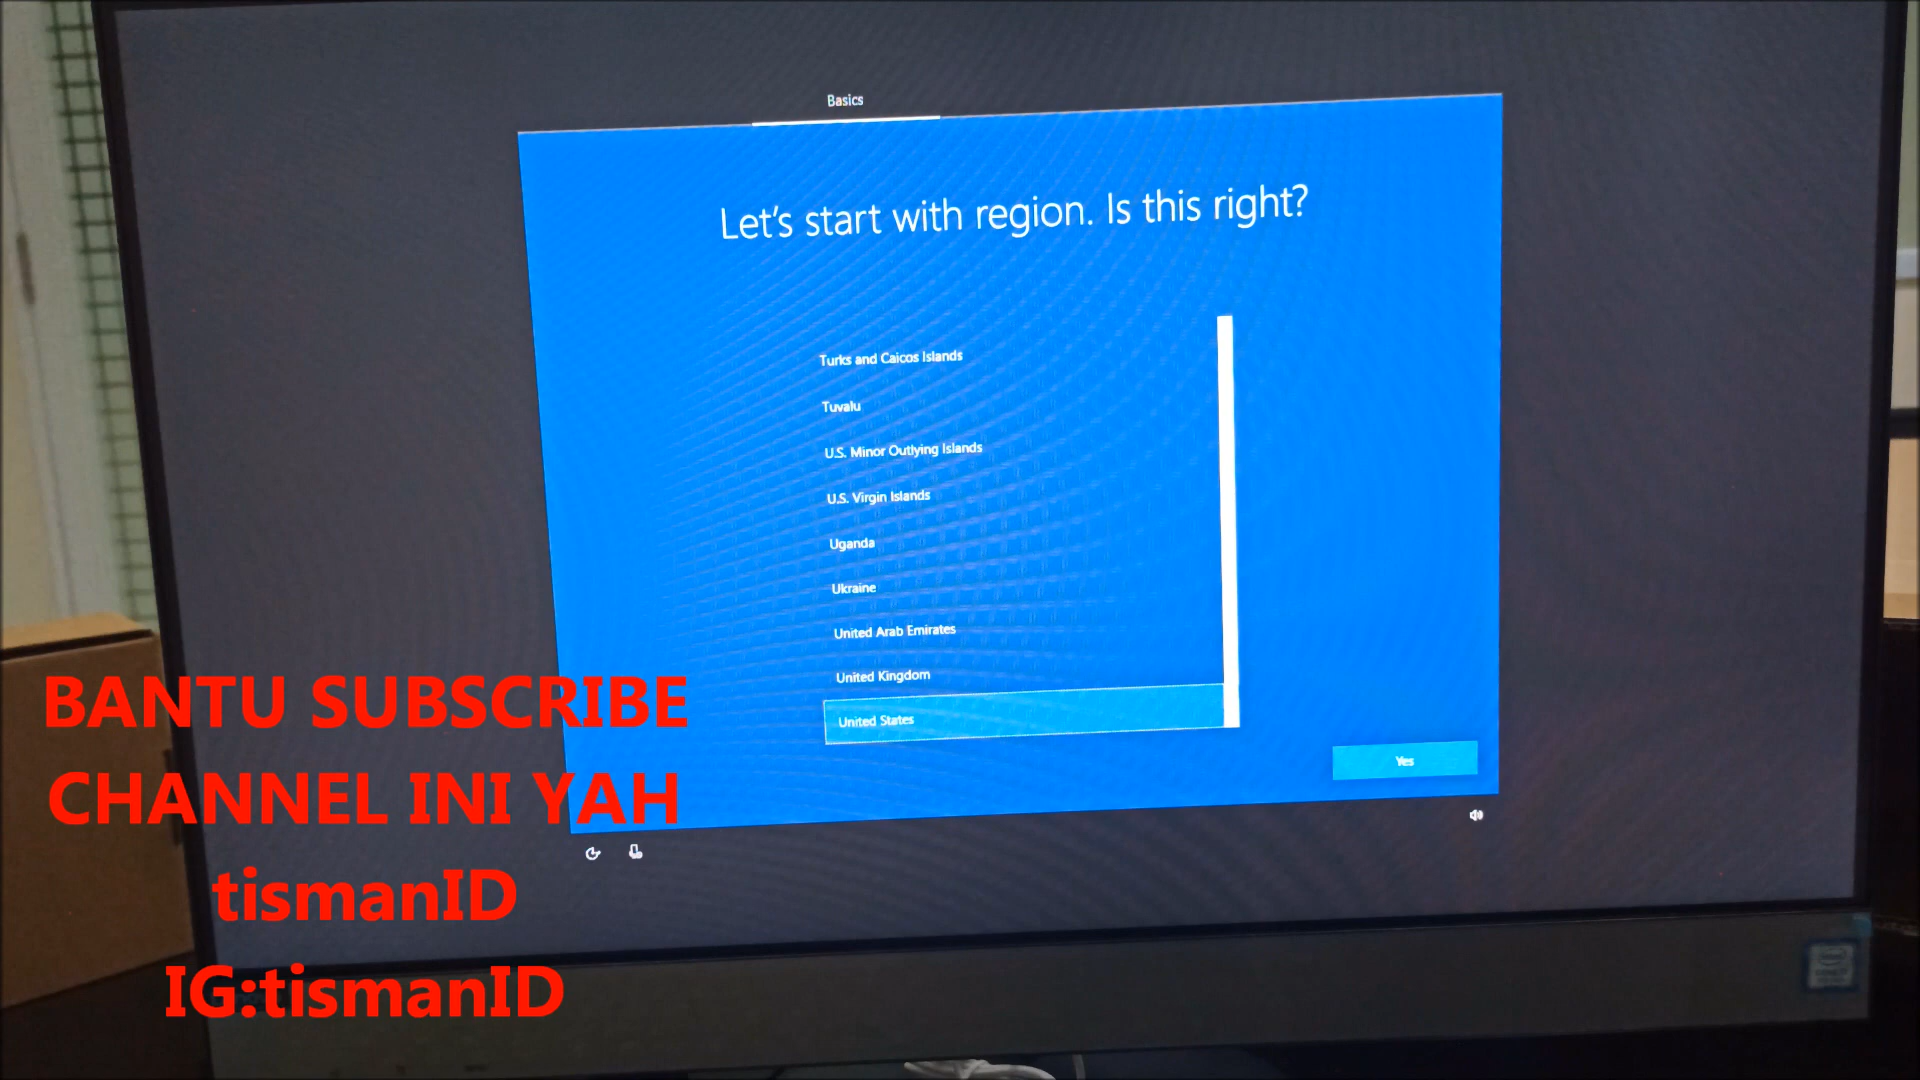 Basics
Let's start with region. Is this right?
Turks and Caicos Islands
Tuvalu
U.S. Minor Outlying Islands
U.S. Virgin Islands
Uganda
Ukraine
United Arab Emirates
United Kingdom
United States
Yes
BANTU SUBSCRIBE
CHANNEL INI YAH
tismanID
IG:tismanID